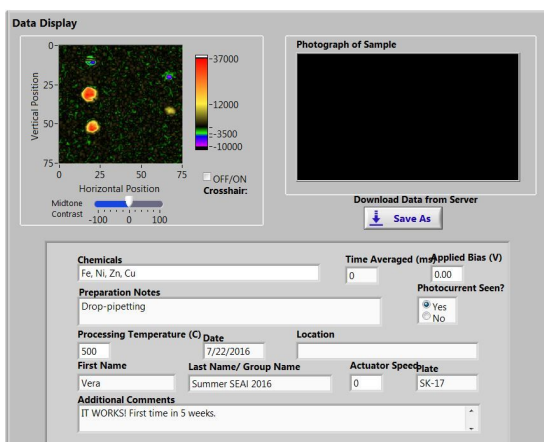 Data Display
0-
25-
50-
75-
0 25 50 75
Vertical Position
Horizontal Position
-37000
-12000
-3500
-10000
OFF/ON
Crosshair:
Midtone
Contrast
-100 0 100
Photograph of Sample
Download Data from Server
Save As
Chemicals
Fe, Ni, Zn, Cu
Time Averaged (ms)
0
Applied Bias (V)
0.00
Preparation Notes
Drop-pipetting
Photocurrent Seen?
Yes
No
Processing Temperature (C)
500
Date
7/22/2016
Location
First Name
Vera
Last Name/ Group Name
Summer SEAI 2016
Actuator Speed
0
Plate
SK-17
Additional Comments
IT WORKS! First time in 5 weeks.